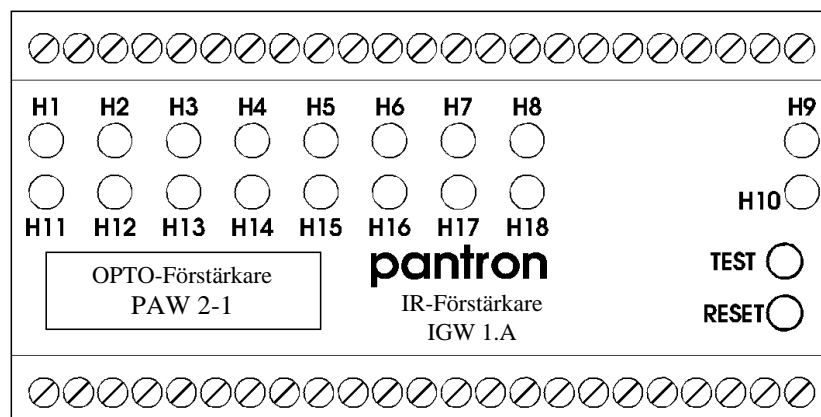 H1 H2 H3 H4 H5 H6 H7 H8 H9
H10
H11 H12 H13 H14 H15 H16 H17 H18
OPTO-Förstärkare
PAW 2-1
pantron
IR-Förstärkare
IGW 1.A
TEST
RESET